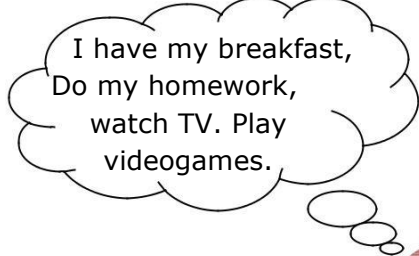 I have my breakfast,
Do my homework,
watch TV. Play
videogames.